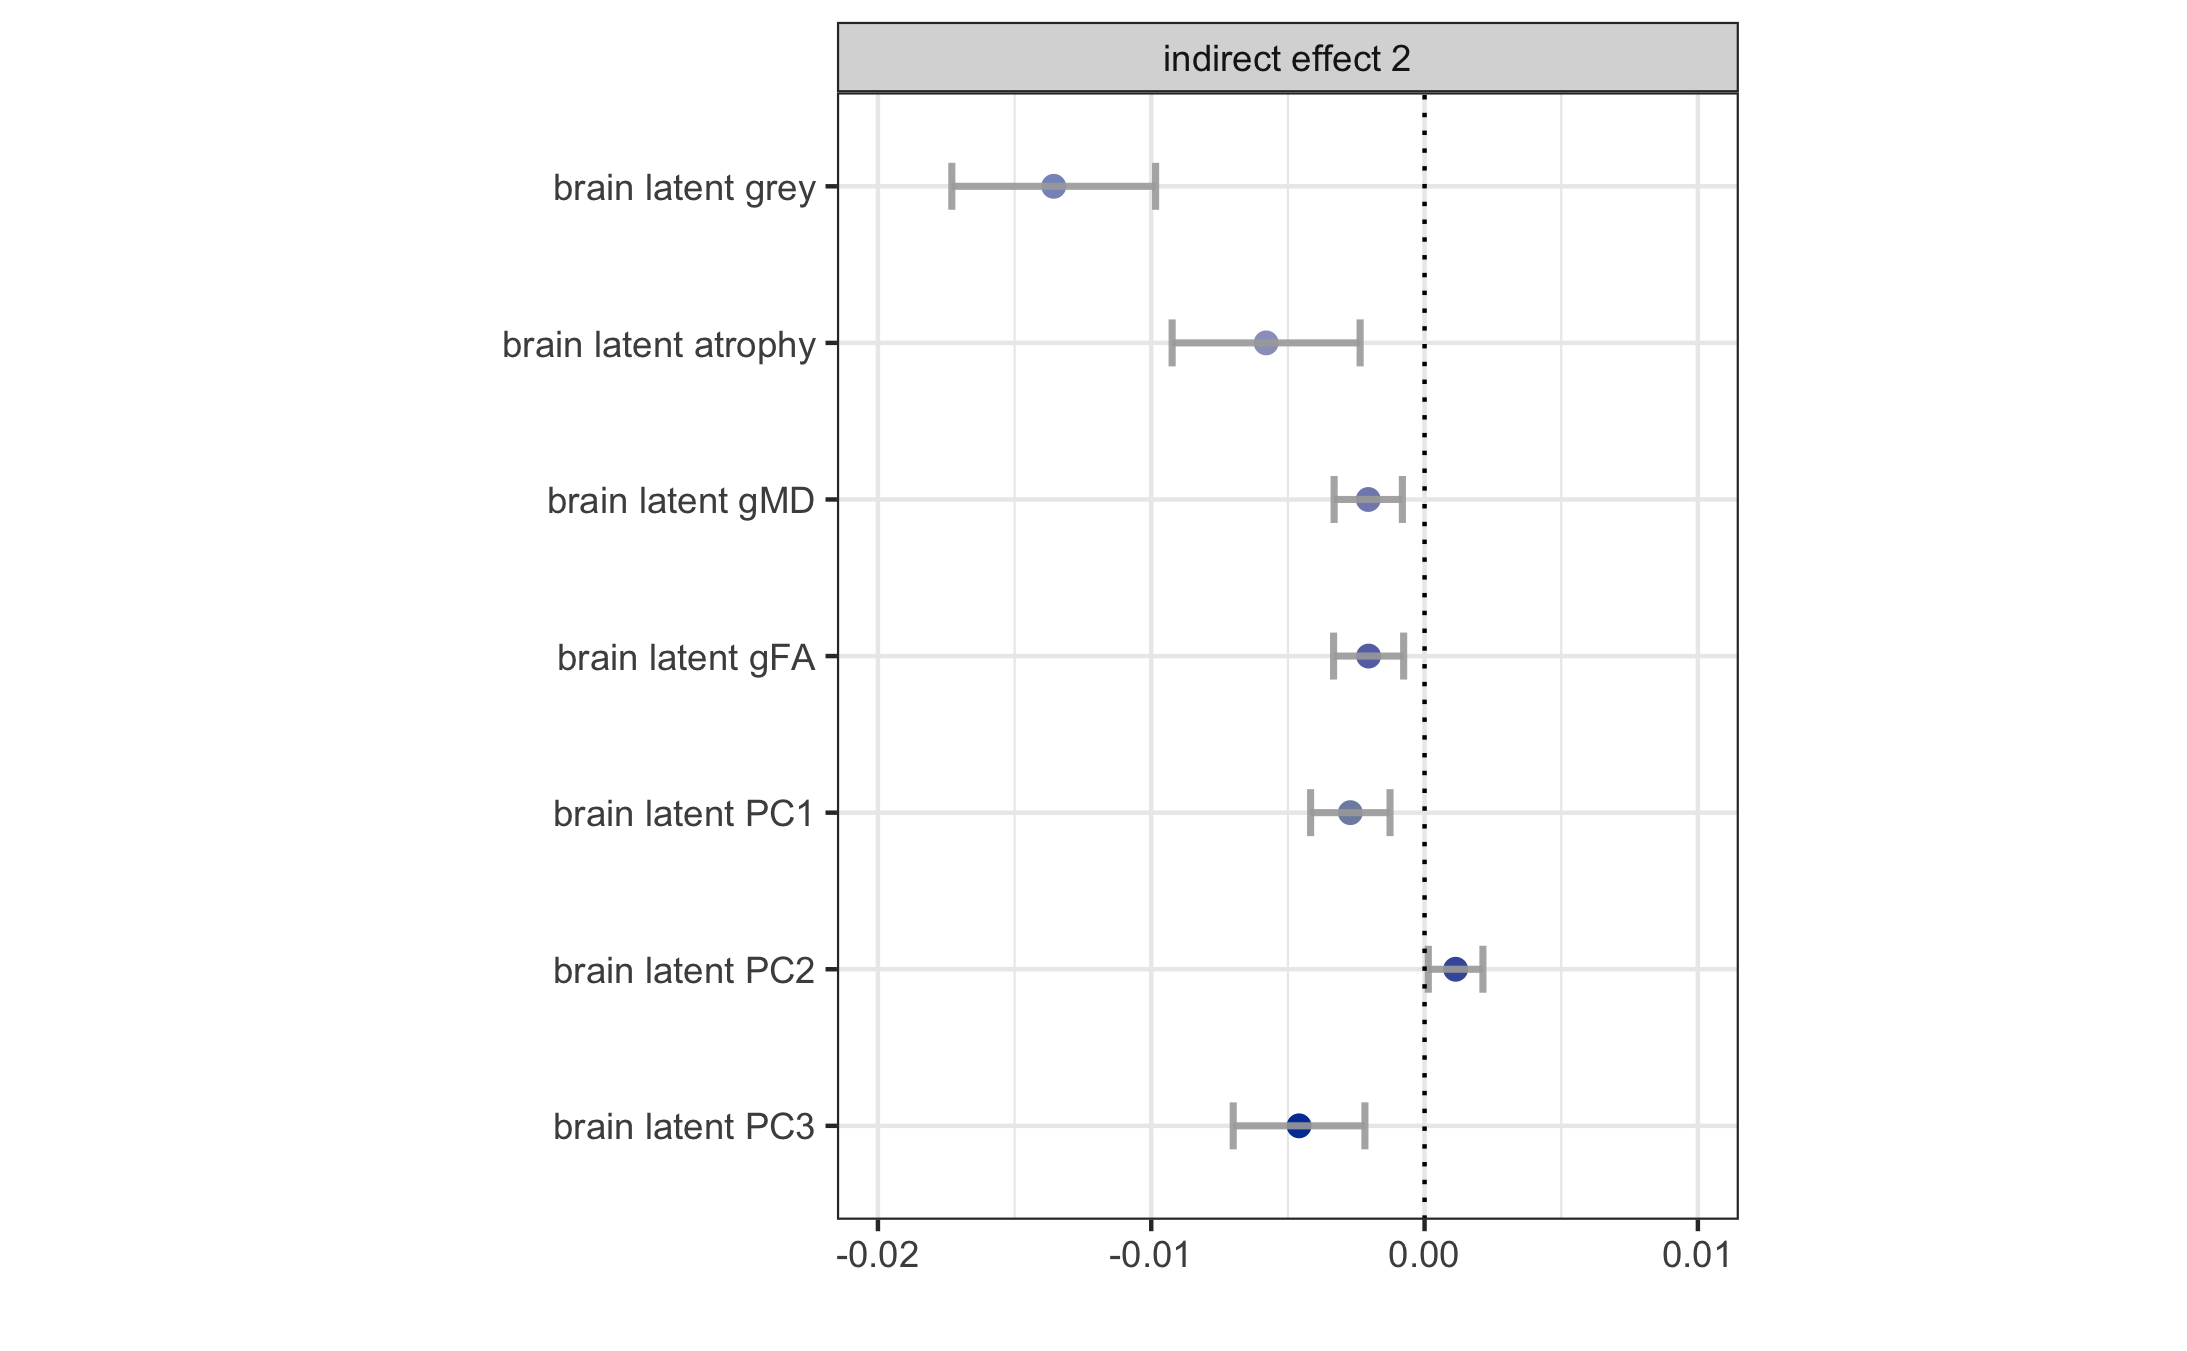 indirect effect 2
brain latent grey
brain latent atrophy
brain latent gMD
brain latent gFA
brain latent PC1
brain latent PC2
brain latent PC3
-0.02 -0.01 0.00 0.01